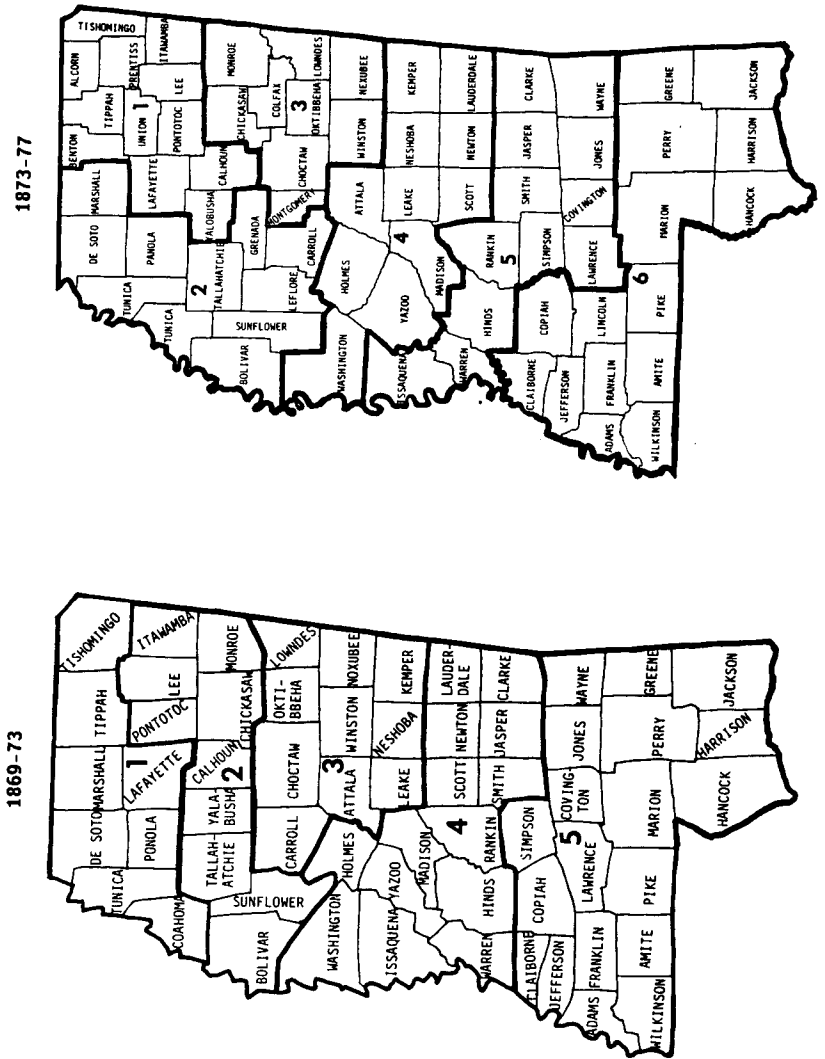 1873-77
TISHOMINGO
ALCORN
PRENTISS
ITAWAMBA
TIPPAH
LEE
BENTON
UNION
1
PONTOTOC
MARSHALL
LAFAYETTE
CALHOUN
DE SOTO
PANOLA
YALOBUSHA
TUNICA
TUNICA
2
TALLAHATCHIE
GRENADA
MONTGOMERY
CARROLL
LEFLORE
SUNFLOWER
BOLIVAR
MONROE
CHICKASAW
COLFAX
LOWNDES
3
OKTIBBEHA
CHOCTAW
NEXUBEE
WINSTON
ATTALA
KEMPER
NESHOBA
LEAKE
LAUDERDALE
NEWTON
SCOTT
4
HOLMES
MADISON
YAZOO
WASHINGTON
ISSAQUENA
WARREN
HINDS
RANKIN
5
CLARKE
JASPER
SMITH
SIMPSON
WAYNE
JONES
COVINGTON
LAWRENCE
COPIAH
LINCOLN
CLAIBORNE
JEFFERSON
FRANKLIN
ADAMS
GREENE
PERRY
MARION
6
PIKE
AMITE
WILKINSON
JACKSON
HARRISON
HANCOCK
1869-73
TISHOMINGO
TIPPAH
MARSHALL
DE SOTO
ITAWAMBA
LEE
PONTOTOC
1
LAFAYETTE
PONOLA
TUNICA
COAHOMA
MONROE
CHICKASAW
CALHOUN
2
YALA-
BUSHA
TALLAH-
ATCHIE
SUNFLOWER
BOLIVAR
LOWNDES
OKTI-
BBEHA
CHOCTAW
CARROLL
NOXUBEE
WINSTON
3
ATTALA
HOLMES
WASHINGTON
KEMPER
NESHOBA
LEAKE
YAZOO
ISSAQUENA
LAUDER-
DALE
NEWTON
SCOTT
4
MADISON
CLARKE
JASPER
SMITH
RANKIN
HINDS
WARREN
SIMPSON
COPIAH
CLAIBORNE
JEFFERSON
WAYNE
JONES
COVING-
TON
5
LAWRENCE
FRANKLIN
ADAMS
GREENE
PERRY
MARION
PIKE
AMITE
WILKINSON
JACKSON
HARRISON
HANCOCK